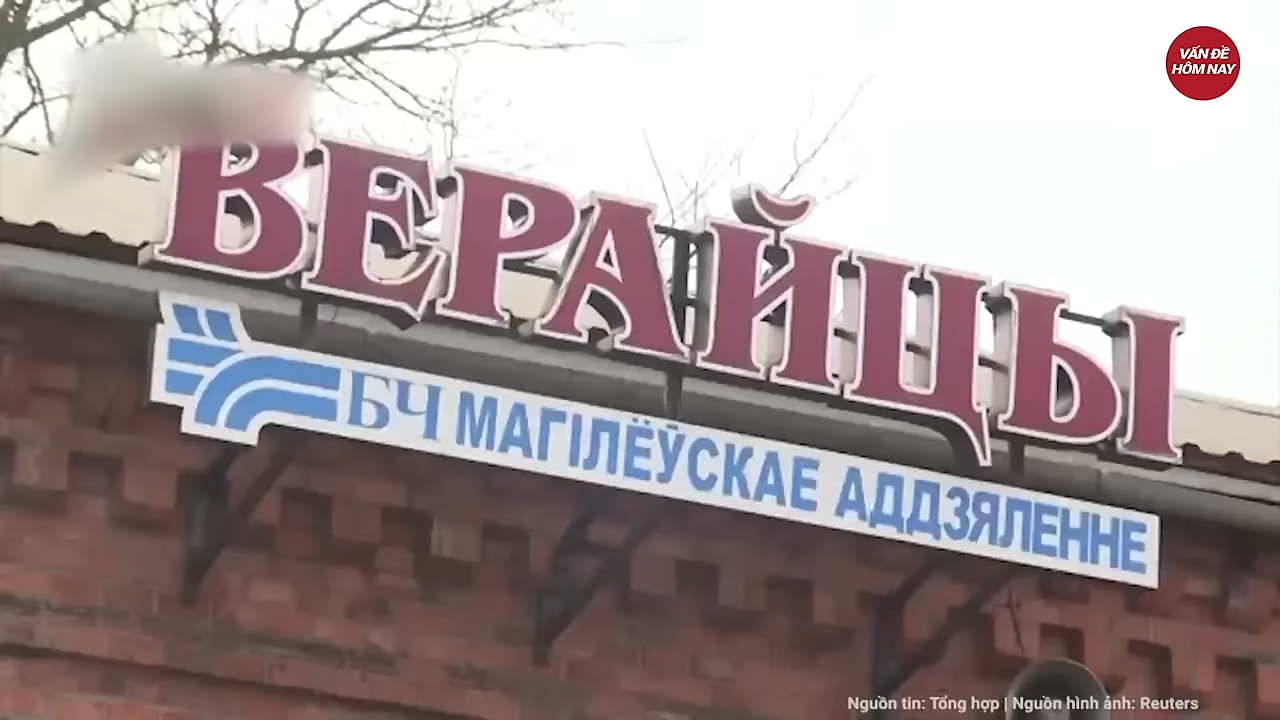 VẤN ĐỀ
HÔM NAY
ВЕРАЙЦЫ
БЧ МАГІЛЁЎСКАЕ АДДЗЯЛЕННЕ
Nguồn tin: Tổng hợp | Nguồn hình ảnh: Reuters